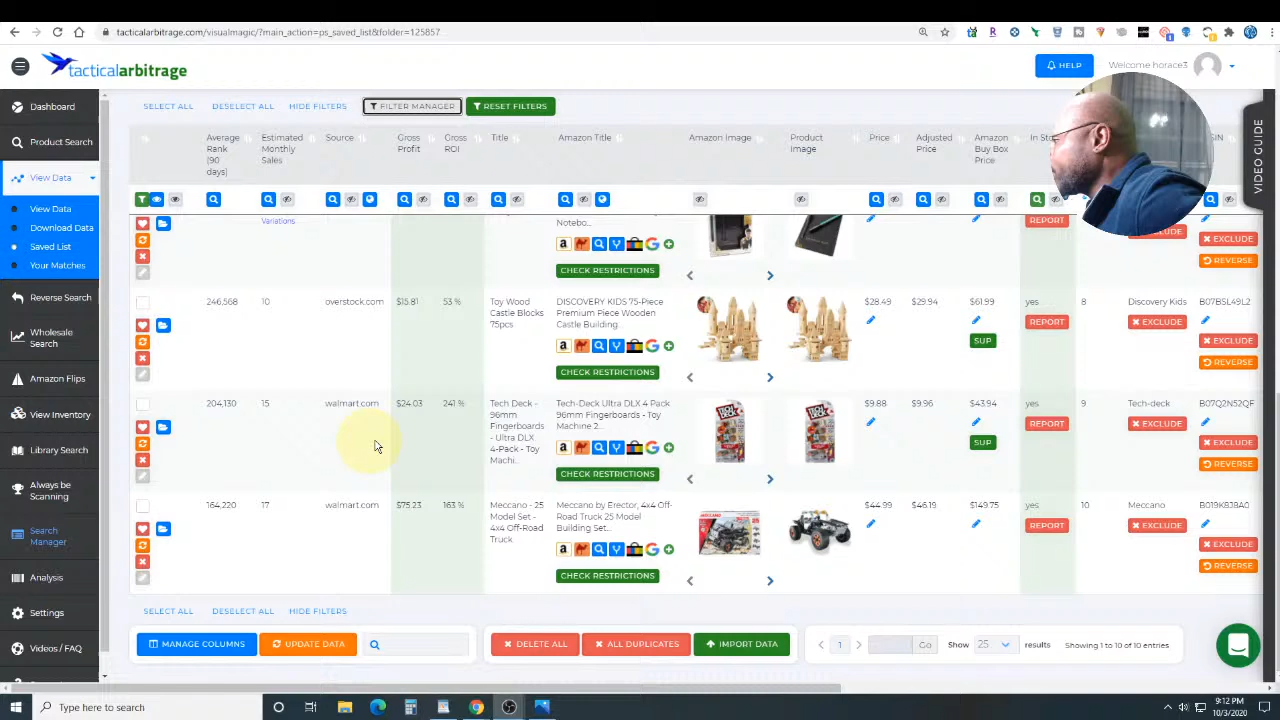 tacticalarbitrage.com/visualmagic/?main_action=ps_saved_list&folder=125857...
tacticalarbitrage
HELP
Welcome horace3
Dashboard
Product Search
View Data
View Data
Download Data
Saved List
Your Matches
Reverse Search
Wholesale
Search
Amazon Flips
View Inventory
Library Search
Always be
Scanning
Search
Manager
Analysis
Settings
Videos / FAQ
SELECT ALL DESELECT ALL HIDE FILTERS FILTER MANAGER RESET FILTERS
VIDEO GUIDE
Average
Rank
(90
days)
Estimated
Monthly
Sales
Source
Gross
Profit
Gross
ROI
Title
Amazon Title
Amazon Image
Product
Image
Price
Adjusted
Price
Amazon
Buy Box
Price
Variations
Notebo...
CHECK RESTRICTIONS
REPORT
EXCLUDE
EXCLUDE
REVERSE
246,568
10
overstock.com
$15.81
53 %
Toy Wood
Castle Blocks
75pcs
DISCOVERY KIDS 75-Piece
Premium Piece Wooden
Castle Building
CHECK RESTRICTIONS
$28.49
$29.94
$61.99
SUP
yes
REPORT
8
Discovery Kids
EXCLUDE
B07BSL49L2
EXCLUDE
REVERSE
204,130
15
walmart.com
$24.03
241 %
Tech Deck -
96mm
Fingerboards
- Ultra DLX
4-Pack - Toy
Machi...
Tech-Deck Ultra DLX 4 Pack
96mm Fingerboards - Toy
Machine 2...
CHECK RESTRICTIONS
$9.88
$9.96
$43.94
SUP
yes
REPORT
9
Tech-deck
EXCLUDE
B07Q2N52QF
EXCLUDE
REVERSE
164,220
17
walmart.com
$75.23
163 %
Meccano - 25
Model Set -
4x4 Off-Road
Truck
Meccano by Erector, 4x4 Off-
Road Truck 25 Model
Building Set...
CHECK RESTRICTIONS
$44.99
$46.19
$149.75
yes
REPORT
10
Meccano
EXCLUDE
B019K8J8A0
EXCLUDE
REVERSE
SELECT ALL DESELECT ALL HIDE FILTERS
MANAGE COLUMNS UPDATE DATA DELETE ALL ALL DUPLICATES IMPORT DATA 1 Go Show 25 results Showing 1 to 10 of 10 entries
Type here to search
9:12 PM
10/3/2020